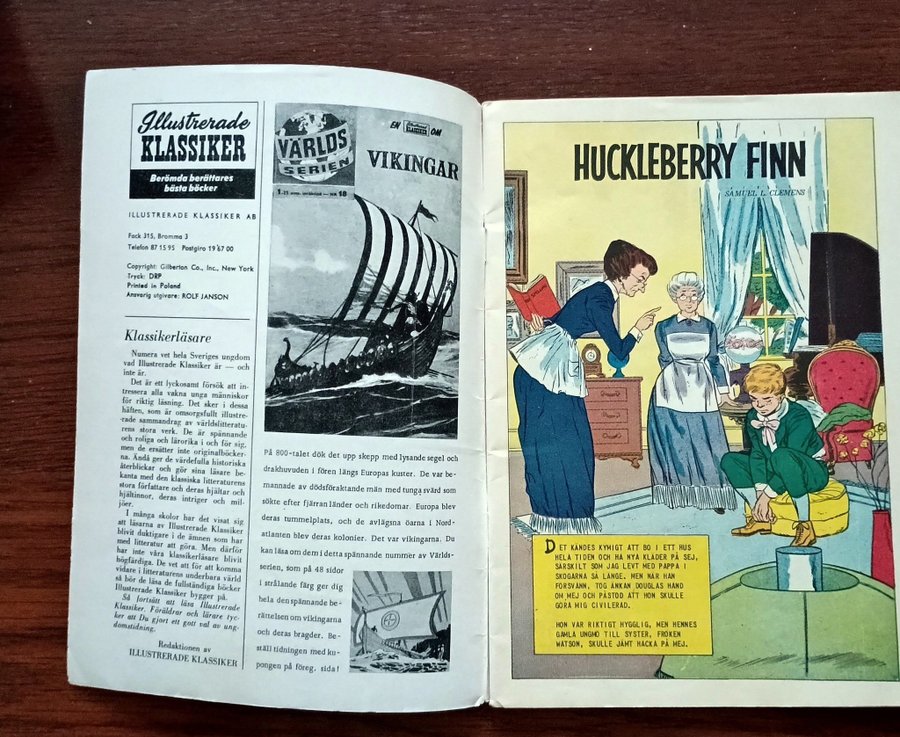 Illustrerade
KLASSIKER
Berömda berättares
bästa böcker
ILLUSTRERADE KLASSIKER AB
Fack 315, Bromma 3
Telefon 87 15 95 Postgiro 19 67 00
Copyright: Gilberton Co., Inc., New York
Tryck: DRP
Printed in Poland
Ansvarig utgivare: ROLF JANSON
Klassikerläsare
Numera vet hela Sveriges ungdom
vad Illustrerade Klassiker är — och
inte är.
Det är ett lyckosamt försök att in-
tressera alla vakna unga människor
för riktig läsning. Det sker i dessa
häften, som är omsorgsfullt illustre-
rade sammandrag av världslitteratu-
rens stora verk. De är spännande
och roliga och lärorika i och för sig,
men de ersätter inte originalböcker-
na. Ändå ger de värdefulla historiska
återblickar och gör sina läsare be-
kanta med den klassiska litteraturens
stora författare och deras hjältar och
hjältinnor, deras intriger och mil-
jöer.
I många skolor har det visat sig
att läsarna av Illustrerade Klassiker
blivit duktigare i de ämnen som har
med litteratur att göra. Men därför
har inte våra klassikerläsare blivit
högfärdiga. De vet att för att komma
vidare i litteraturens underbara värld
så bör de läsa de fullständiga böcker
som Illustrerade Klassiker bygger på.
Så fortsätt att läsa Illustrerade
Klassiker. Föräldrar och lärare tyc-
ker att Du gjort ett gott val av ung-
domstidning.
Redaktionen av
ILLUSTRERADE KLASSIKER
VÄRLDS
SERIEN
EN Illustrerade KLASSIKER OM
VIKINGAR
NR 18
På 800-talet dök det upp skepp med lysande segel och
drakhuvuden i fören längs Europas kuster. De var be-
mannade av dödsföraktande män med tunga svärd som
sökte efter fjärran länder och rikedomar. Europa blev
deras tummelplats, och de avlägsna öarna i Nord-
atlanten blev deras kolonier. Det var vikingarna. Du
kan läsa om dem i detta spännande nummer av Världs-
serien, som på 48 sidor
i strålande färg ger dig
hela den spännande be-
rättelsen om vikingarna
och deras bragder. Be-
ställ tidningen med ku-
pongen på föreg. sida!
HUCKLEBERRY FINN
SAMUEL L. CLEMENS
DET KÄNDES KYMIGT ATT BO I ETT HUS
HELA TIDEN OCH HA NYA KLÄDER PÅ SEJ,
SÄRSKILT SOM JAG LEVT MED PAPPA I
SKOGARNA SÅ LÄNGE. MEN NÄR HAN
FÖRSVANN, TOG ÄNKAN DOUGLAS HAND
OM MEJ OCH PÅSTOD ATT HON SKULLE
GÖRA MIG CIVILERAD.
HON VAR RIKTIGT HYGGLIG, MEN HENNES
GAMLA UNGMÖ TILL SYSTER, FRÖKEN
WATSON, SKULLE JÄMT HACKA PÅ MEJ.